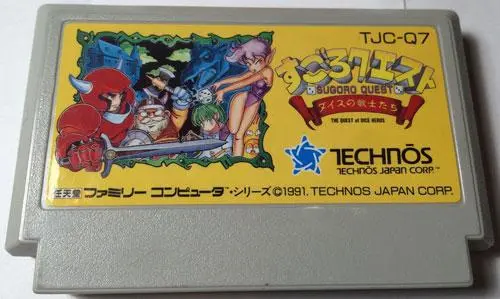 TJC-Q7
すごろクエスト
SUGORO QUEST
ダイスの戦士たち
THE QUEST of DICE HEROS
TECHNŌS
TECHNŌS JAPAN CORP.
任天堂 ファミリー コンピュータ・シリーズ ©1991. TECHNOS JAPAN CORP.